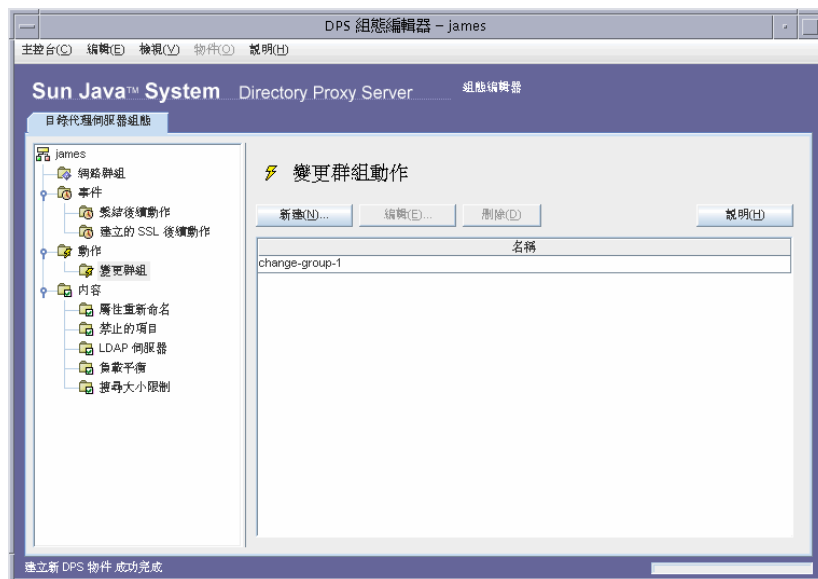 DPS 組態編輯器 – james
主控台(C) 編輯(E) 檢視(V) 物件(O) 說明(H)
Sun Java™ System Directory Proxy Server 組態編輯器
目錄代理伺服器組態
james
網路群組
事件
繫結後續動作
建立的 SSL 後續動作
動作
變更群組
內容
屬性重新命名
禁止的項目
LDAP 伺服器
負載平衡
搜尋大小限制
變更群組動作
新建(N)... 編輯(E)... 刪除(D) 說明(H)
名稱
change-group-1
建立新 DPS 物件 成功完成